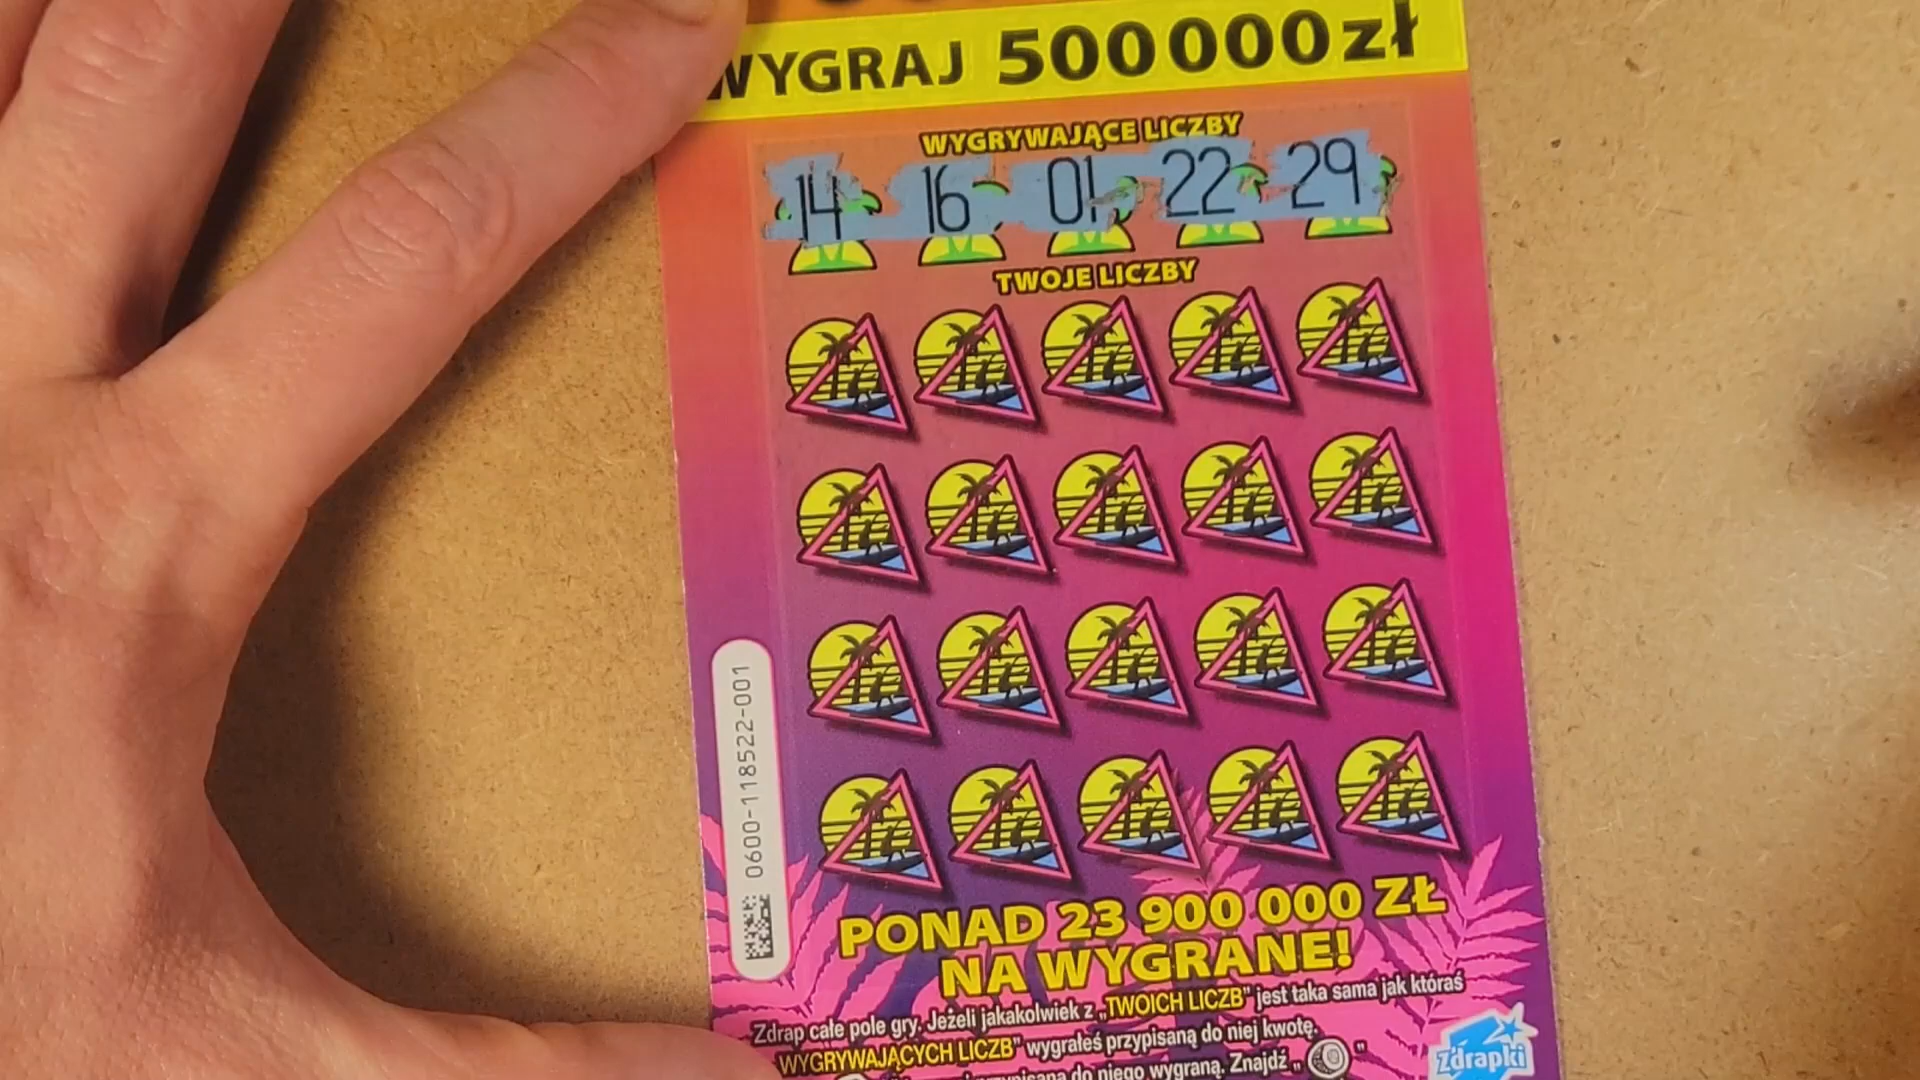 WYGRAJ 500 000 zł
WYGRYWAJĄCE LICZBY
14 16 01 22 29
TWOJE LICZBY
0600-118522-001
PONAD 23 900 000 ZŁ
NA WYGRANE!
Zdrap całe pole gry. Jeżeli jakakolwiek z „TWOICH LICZB" jest taka sama jak któraś
WYGRYWAJĄCYCH LICZB" wygrałeś przypisaną do niej kwotę.
do niego wygraną. Znajdź „ "
Zdrapki